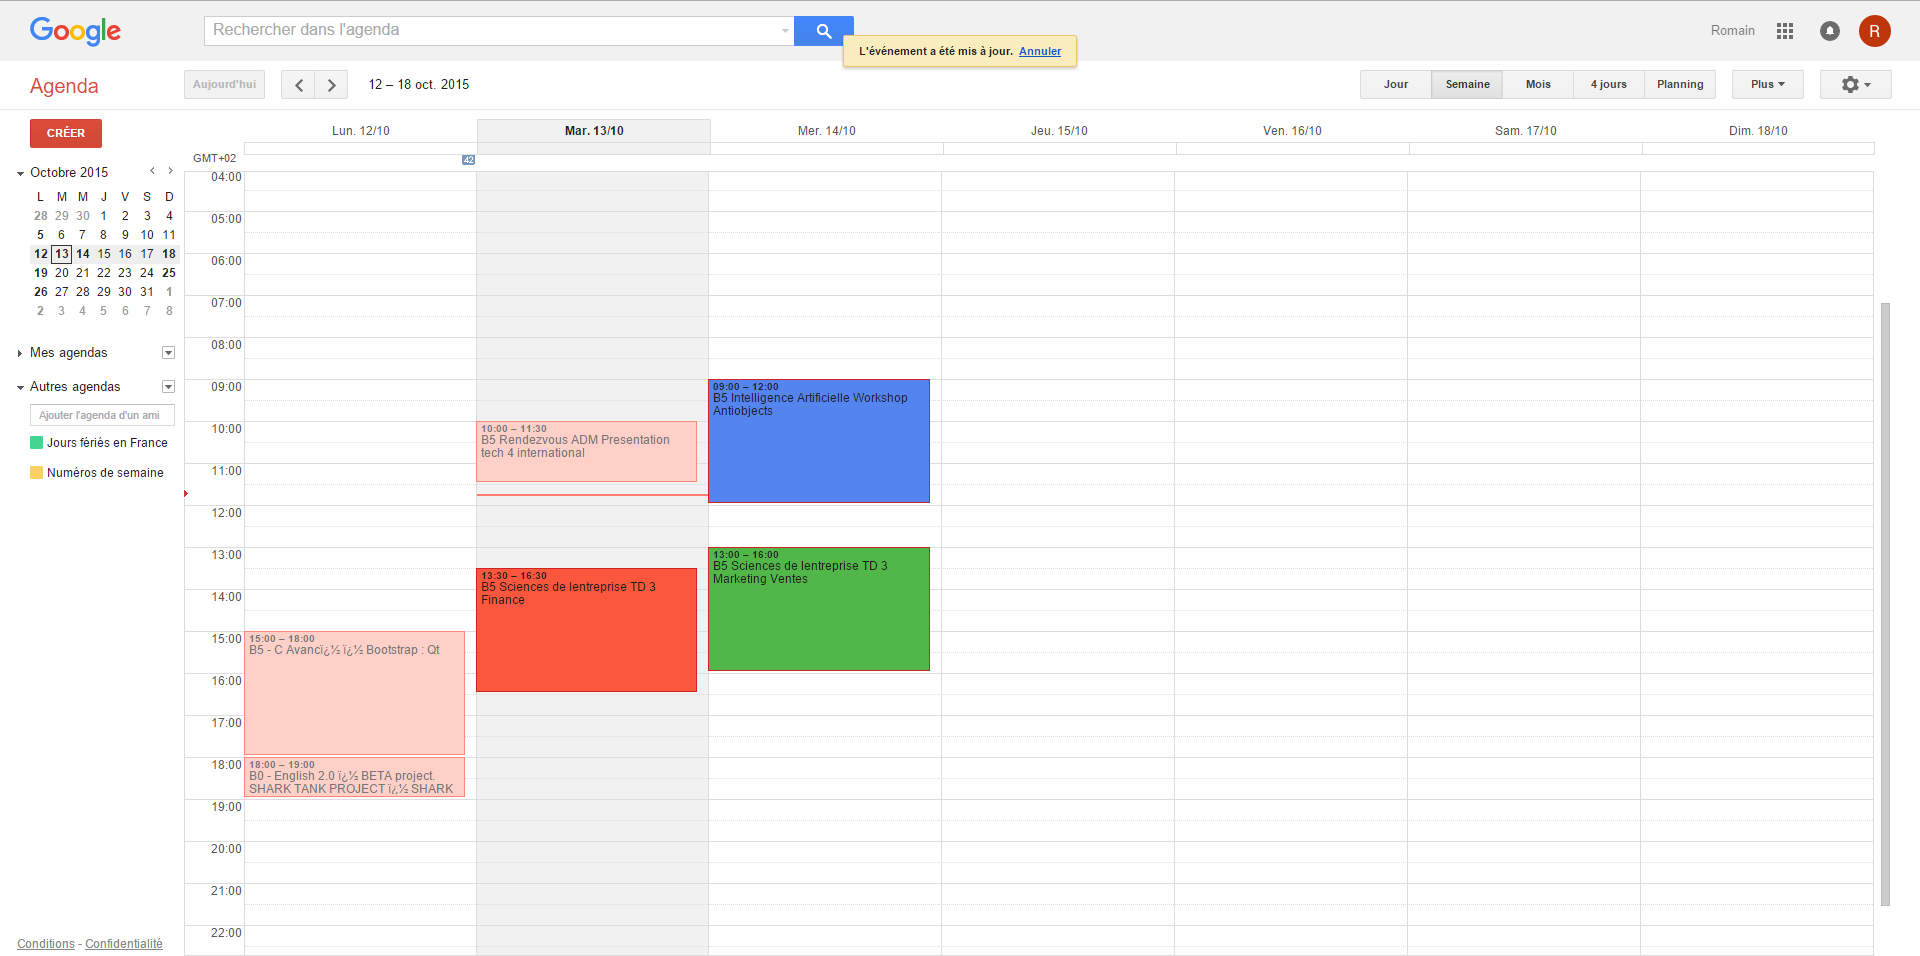 Google
Rechercher dans l'agenda
L'événement a été mis à jour. Annuler
Romain
R
Agenda
Aujourd'hui
12 – 18 oct. 2015
Jour
Semaine
Mois
4 jours
Planning
Plus
CRÉER
Octobre 2015
L M M J V S D
28 29 30 1 2 3 4
5 6 7 8 9 10 11
12 13 14 15 16 17 18
19 20 21 22 23 24 25
26 27 28 29 30 31 1
2 3 4 5 6 7 8
Mes agendas
Autres agendas
Ajouter l'agenda d'un ami
Jours fériés en France
Numéros de semaine
Conditions - Confidentialité
Lun. 12/10
Mar. 13/10
Mer. 14/10
Jeu. 15/10
Ven. 16/10
Sam. 17/10
Dim. 18/10
GMT+02
42
04:00
05:00
06:00
07:00
08:00
09:00
10:00
11:00
12:00
13:00
14:00
15:00
16:00
17:00
18:00
19:00
20:00
21:00
22:00
15:00 – 18:00
B5 - C Avancï¿½ ï¿½ Bootstrap : Qt
18:00 – 19:00
B0 - English 2.0 ï¿½ BETA project.
SHARK TANK PROJECT ï¿½ SHARK
10:00 – 11:30
B5 Rendezvous ADM Presentation
tech 4 international
13:30 – 16:30
B5 Sciences de lentreprise TD 3
Finance
09:00 – 12:00
B5 Intelligence Artificielle Workshop
Antiobjects
13:00 – 16:00
B5 Sciences de lentreprise TD 3
Marketing Ventes